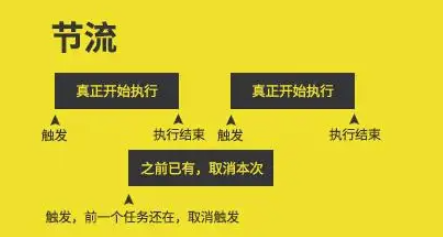 节流
真正开始执行 真正开始执行
触发 执行结束 触发 执行结束
之前已有，取消本次
触发，前一个任务还在，取消触发